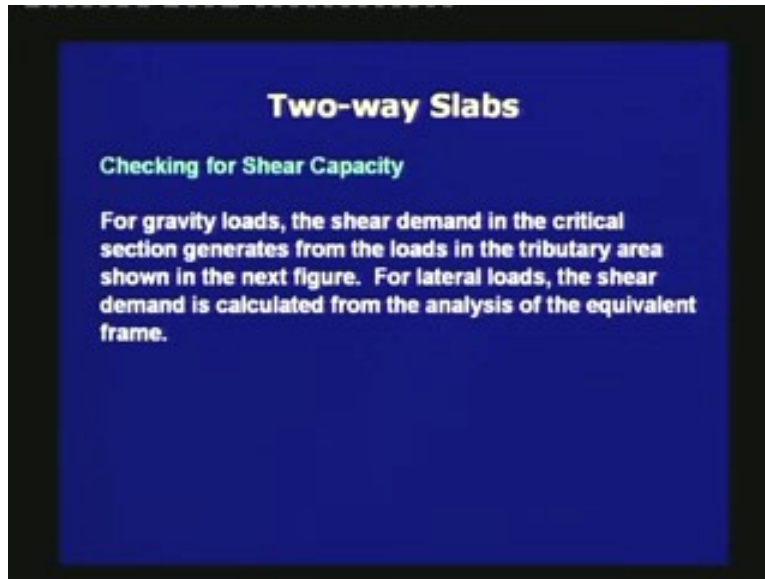 Two-way Slabs
Checking for Shear Capacity
For gravity loads, the shear demand in the critical
section generates from the loads in the tributary area
shown in the next figure. For lateral loads, the shear
demand is calculated from the analysis of the equivalent
frame.